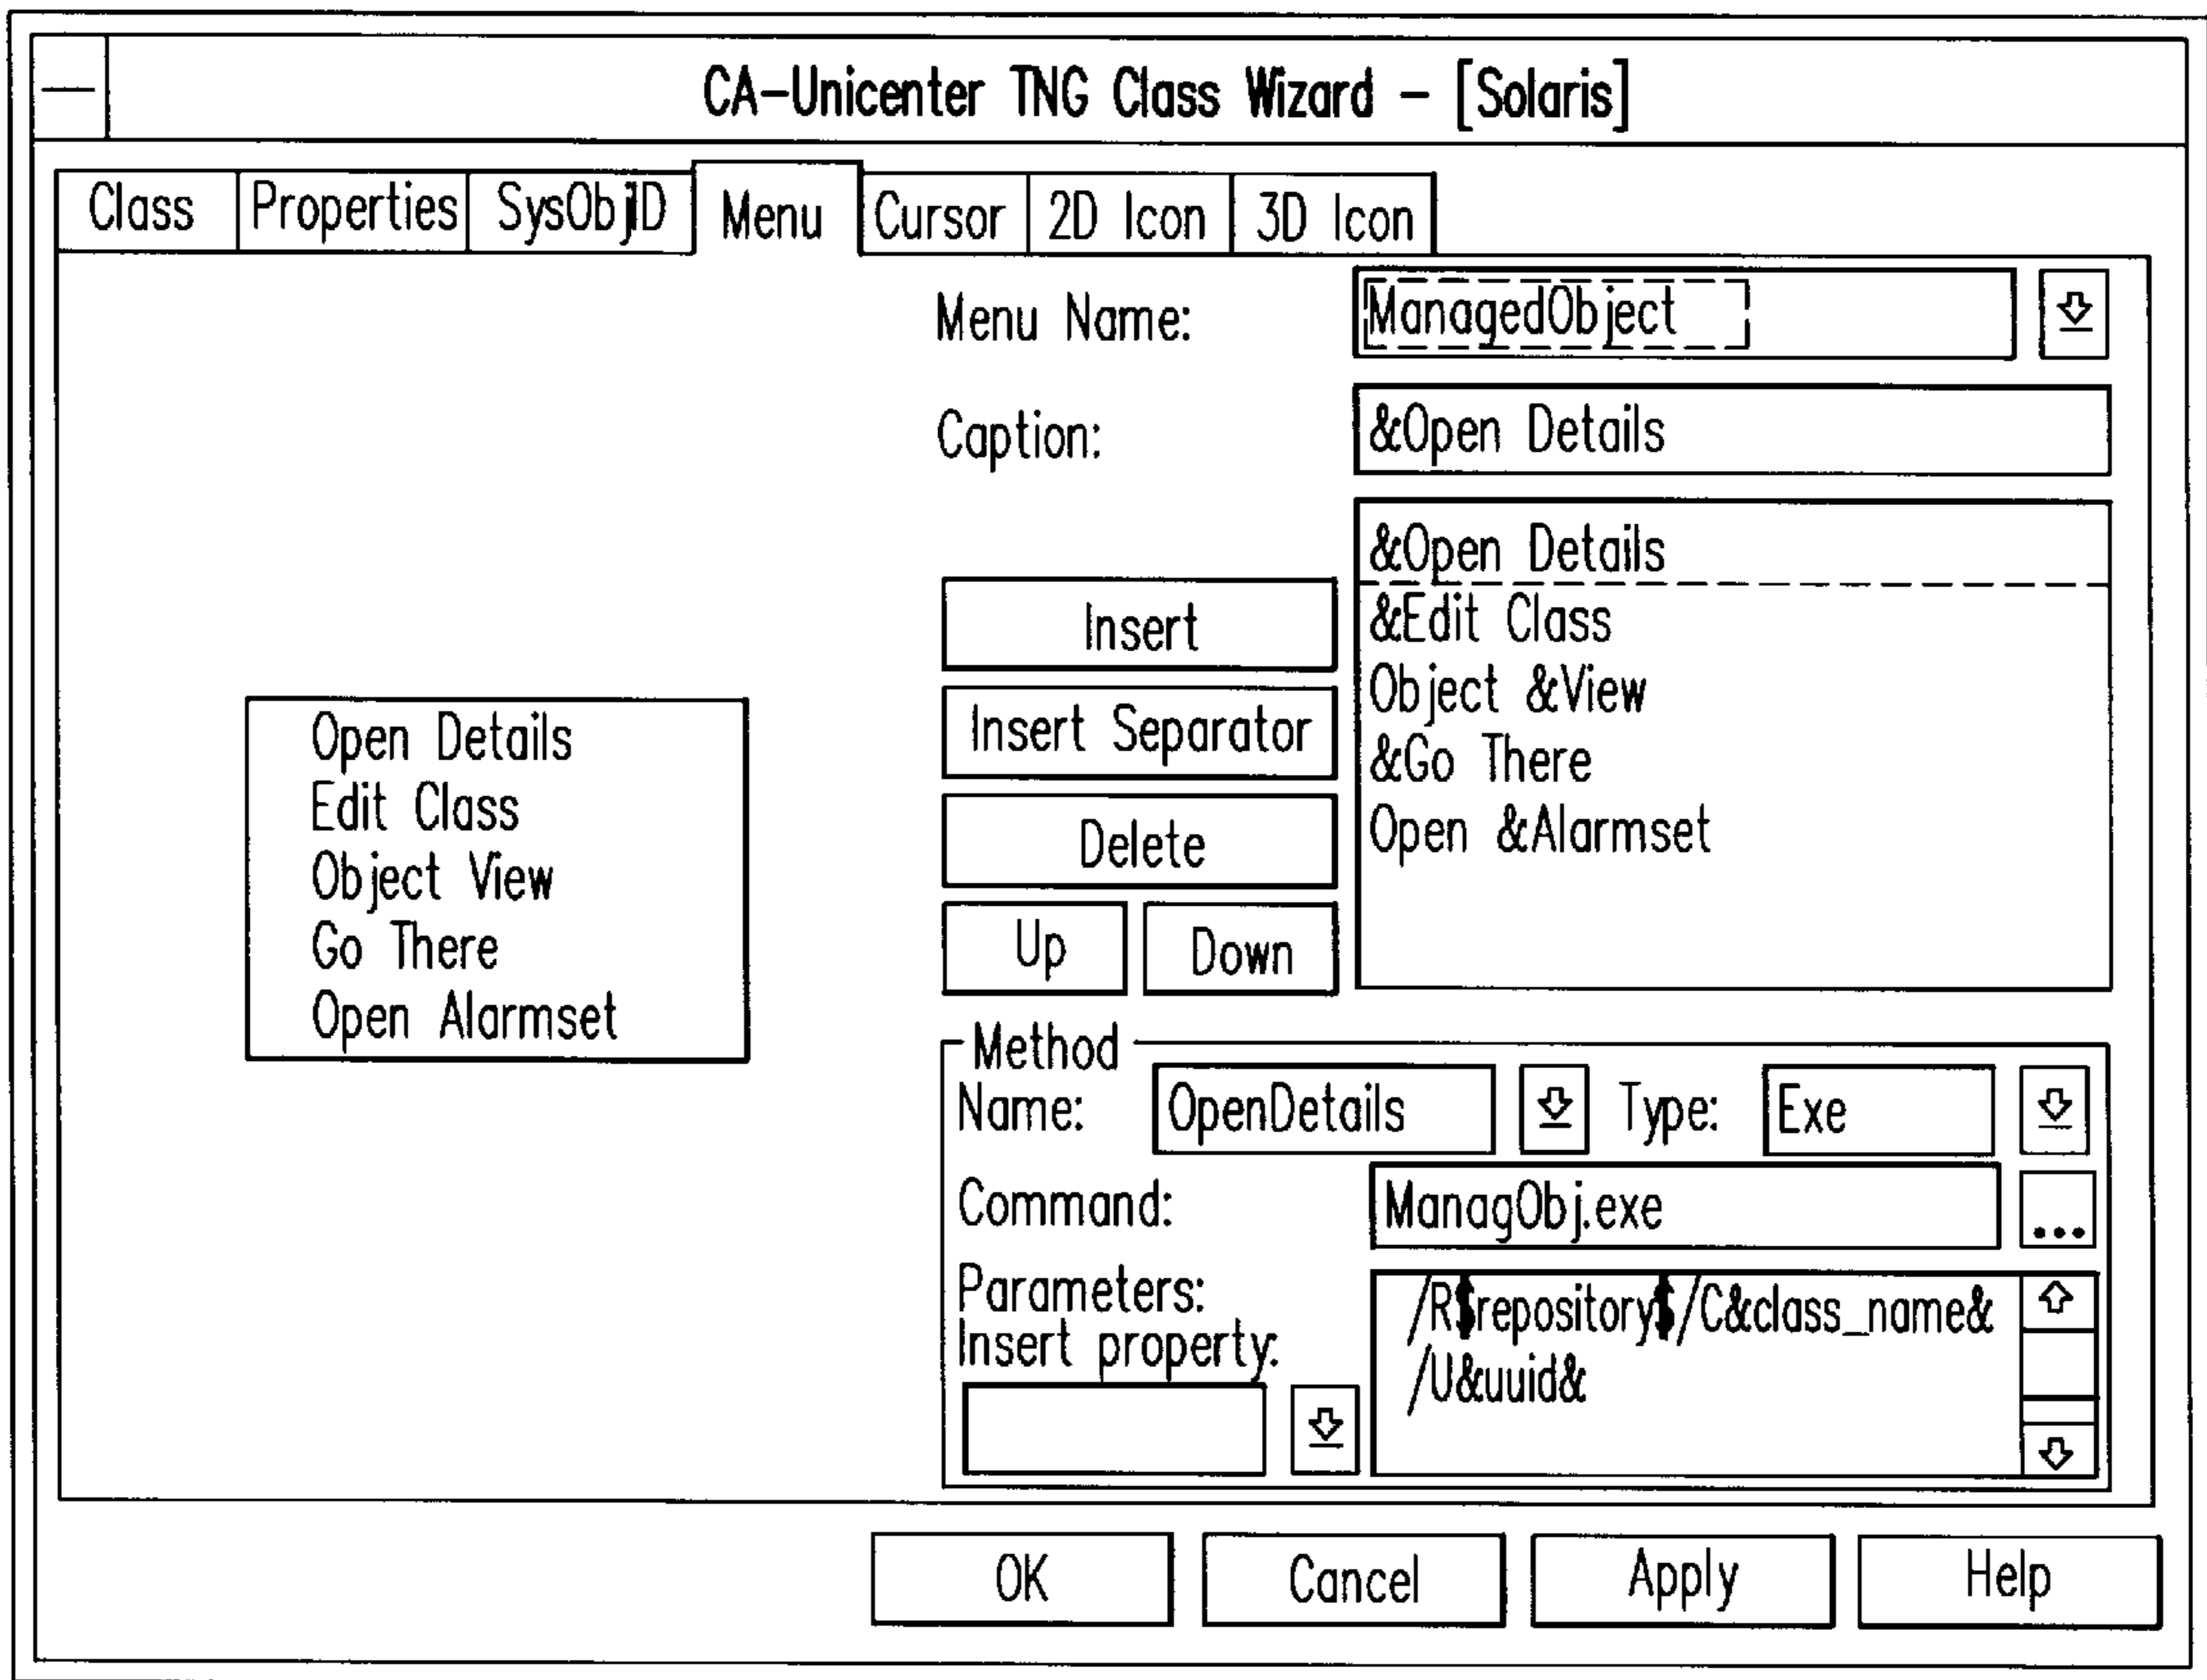 CA-Unicenter TNG Class Wizard - [Solaris]
Class Properties SysObjID Menu Cursor 2D Icon 3D Icon
Menu Name: ManagedObject
Caption: &Open Details
&Open Details
&Edit Class
Object &View
&Go There
Open &Alarmset
Insert
Insert Separator
Delete
Up Down
Open Details
Edit Class
Object View
Go There
Open Alarmset
Method
Name: OpenDetails Type: Exe
Command: ManagObj.exe ...
Parameters: /R$repository$/C&class_name&
/U&uuid&
Insert property:
OK Cancel Apply Help